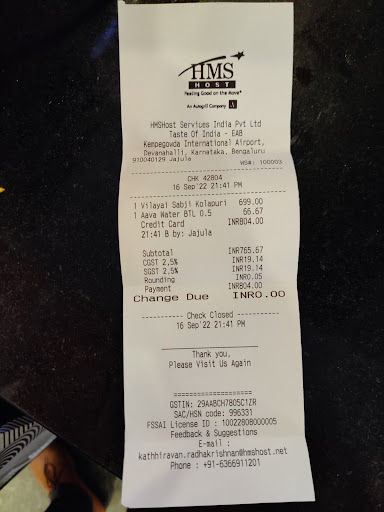 HMS
HOST
Feeling Good on the Move®
An Autogrill Company
HMSHost Services India Pvt Ltd
Taste Of India - EAB
Kempegowda International Airport,
Devanahalli, Karnataka, Bengaluru
910040129 Jajula WS#: 100003
CHK 42804
16 Sep'22 21:41 PM
1 Vilayai Sabji Kolapuri 699.00
1 Aava Water BTL 0.5 66.67
Credit Card INR804.00
21:41 B by: Jajula
Subtotal INR765.67
CGST 2.5% INR19.14
SGST 2.5% INR19.14
Rounding INR0.05
Payment INR804.00
Change Due INR0.00
----------- Check Closed -----------
16 Sep'22 21:41 PM
Thank you,
Please Visit Us Again
====================
GSTIN: 29AABCH7805C1ZR
SAC/HSN code: 996331
FSSAI License ID : 10022808000005
Feedback & Suggestions
E-mail :
kathhiravan.radhakrishnan@hmshost.net
Phone : +91-6366911201